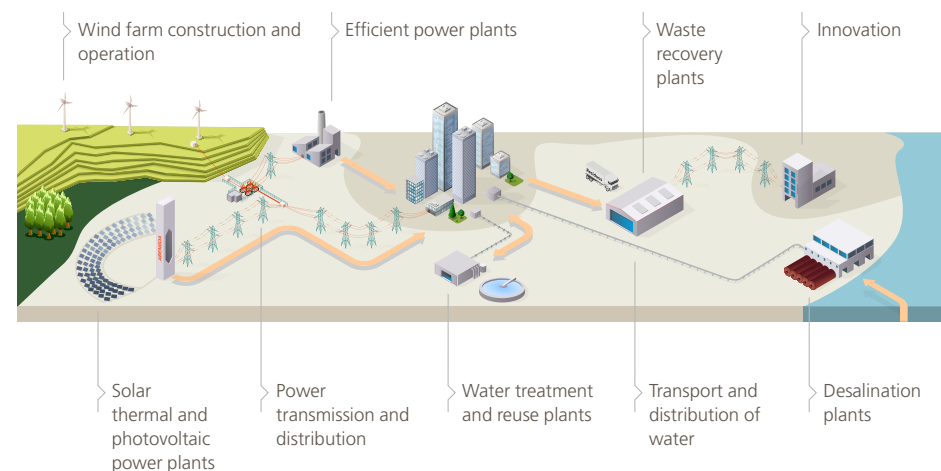 Wind farm construction and
operation
Efficient power plants
Waste
recovery
plants
Innovation
Solar
thermal and
photovoltaic
power plants
Power
transmission and
distribution
Water treatment
and reuse plants
Transport and
distribution of
water
Desalination
plants